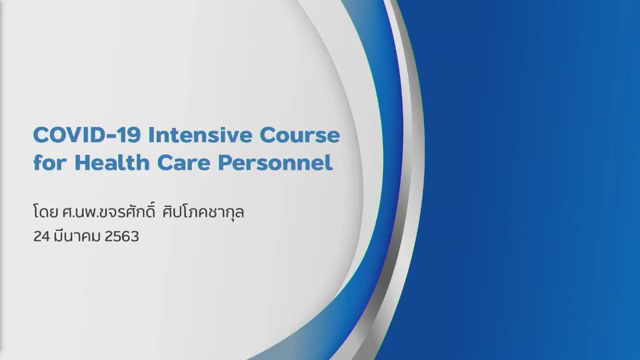 COVID-19 Intensive Course
for Health Care Personnel
โดย ศ.นพ.ขจรศักดิ์ ศิปโภคชากุล
24 มีนาคม 2563